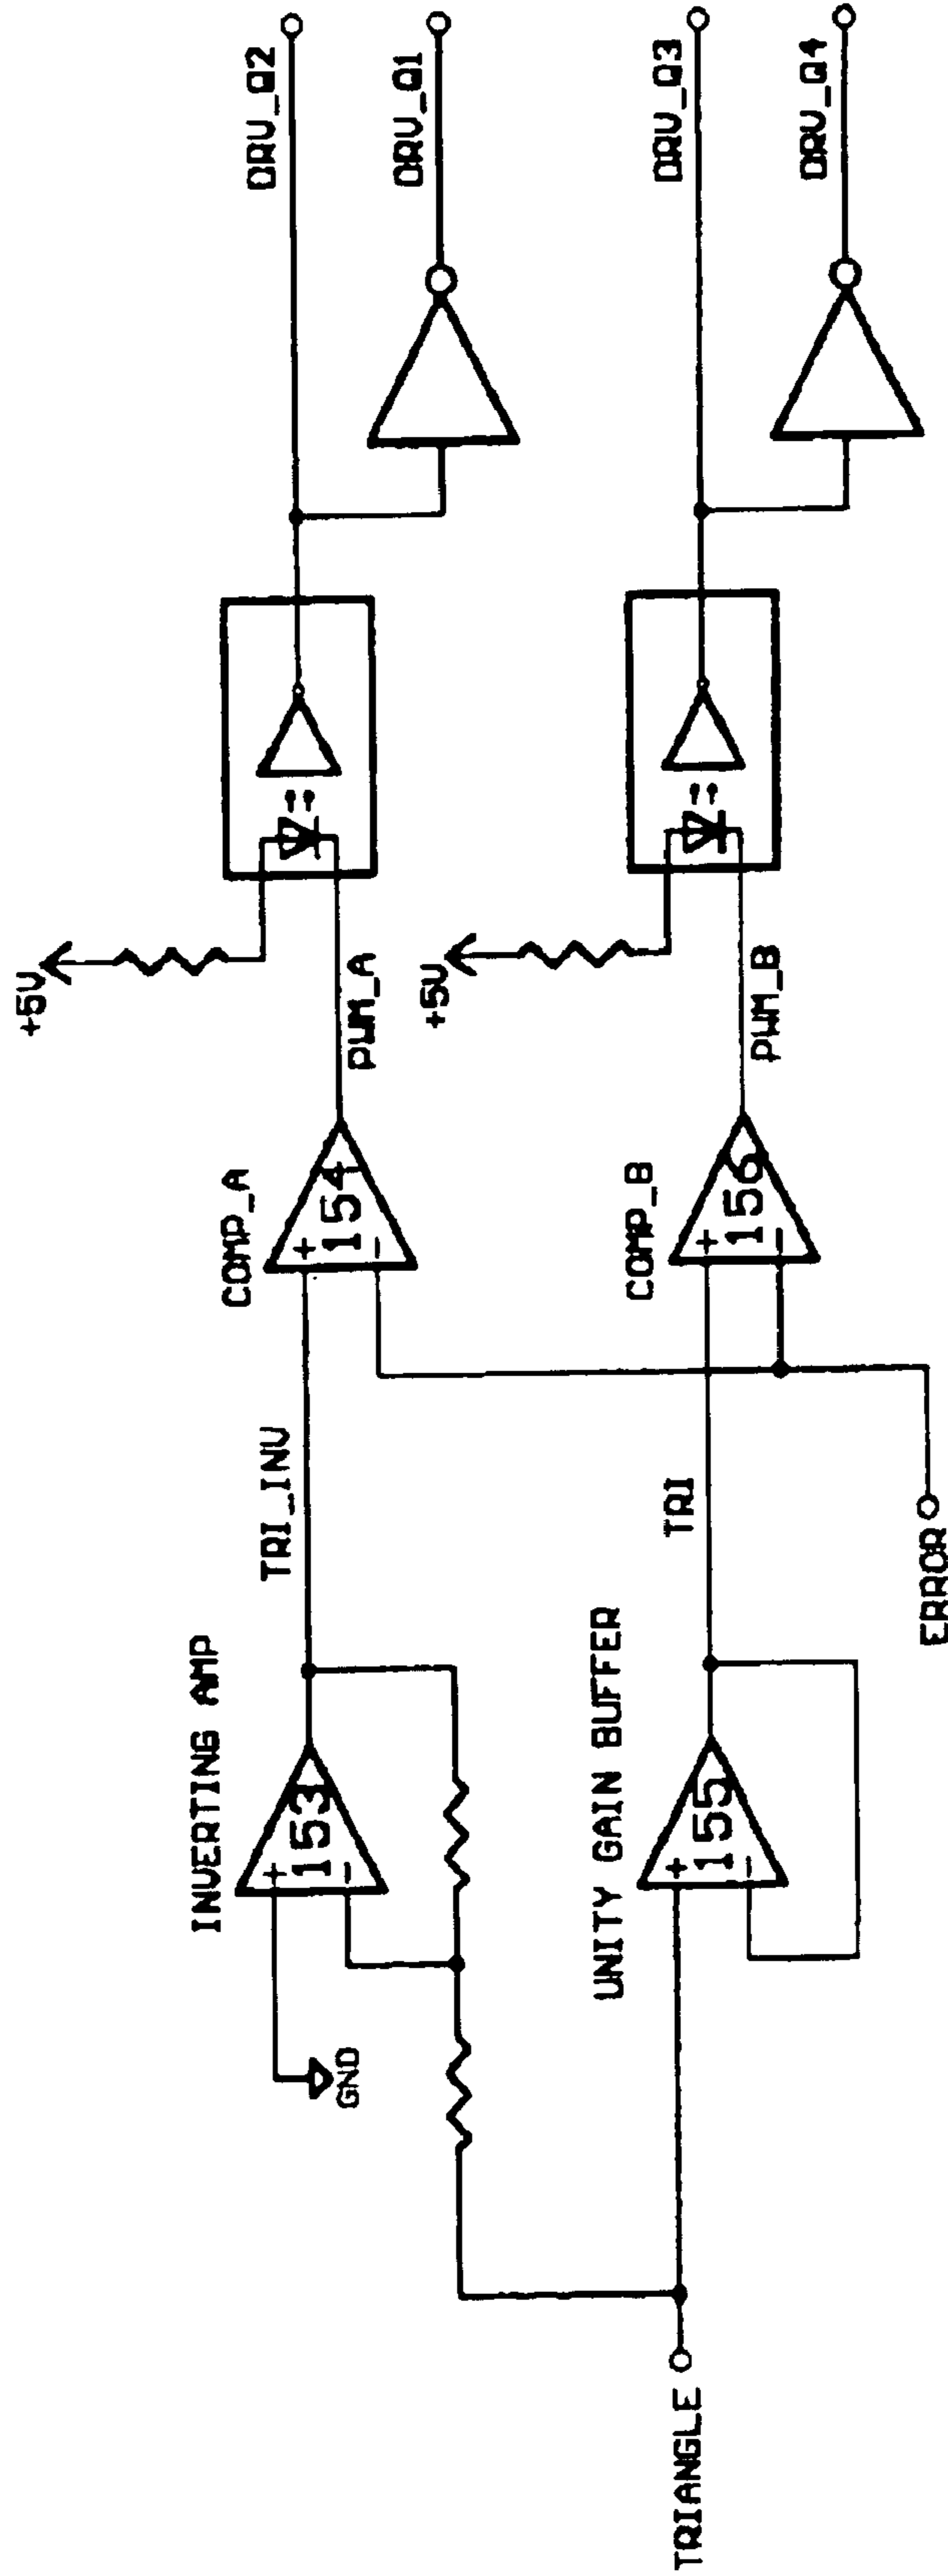 +5V
DRV_Q2
DRV_Q1
COMP_A
+
154
-
PWM_A
INVERTING AMP
+
153
-
GND
TRI_INV
+5V
DRV_Q3
DRV_Q4
COMP_B
+
156
-
PWM_B
UNITY GAIN BUFFER
+
155
-
TRI
TRIANGLE
ERROR